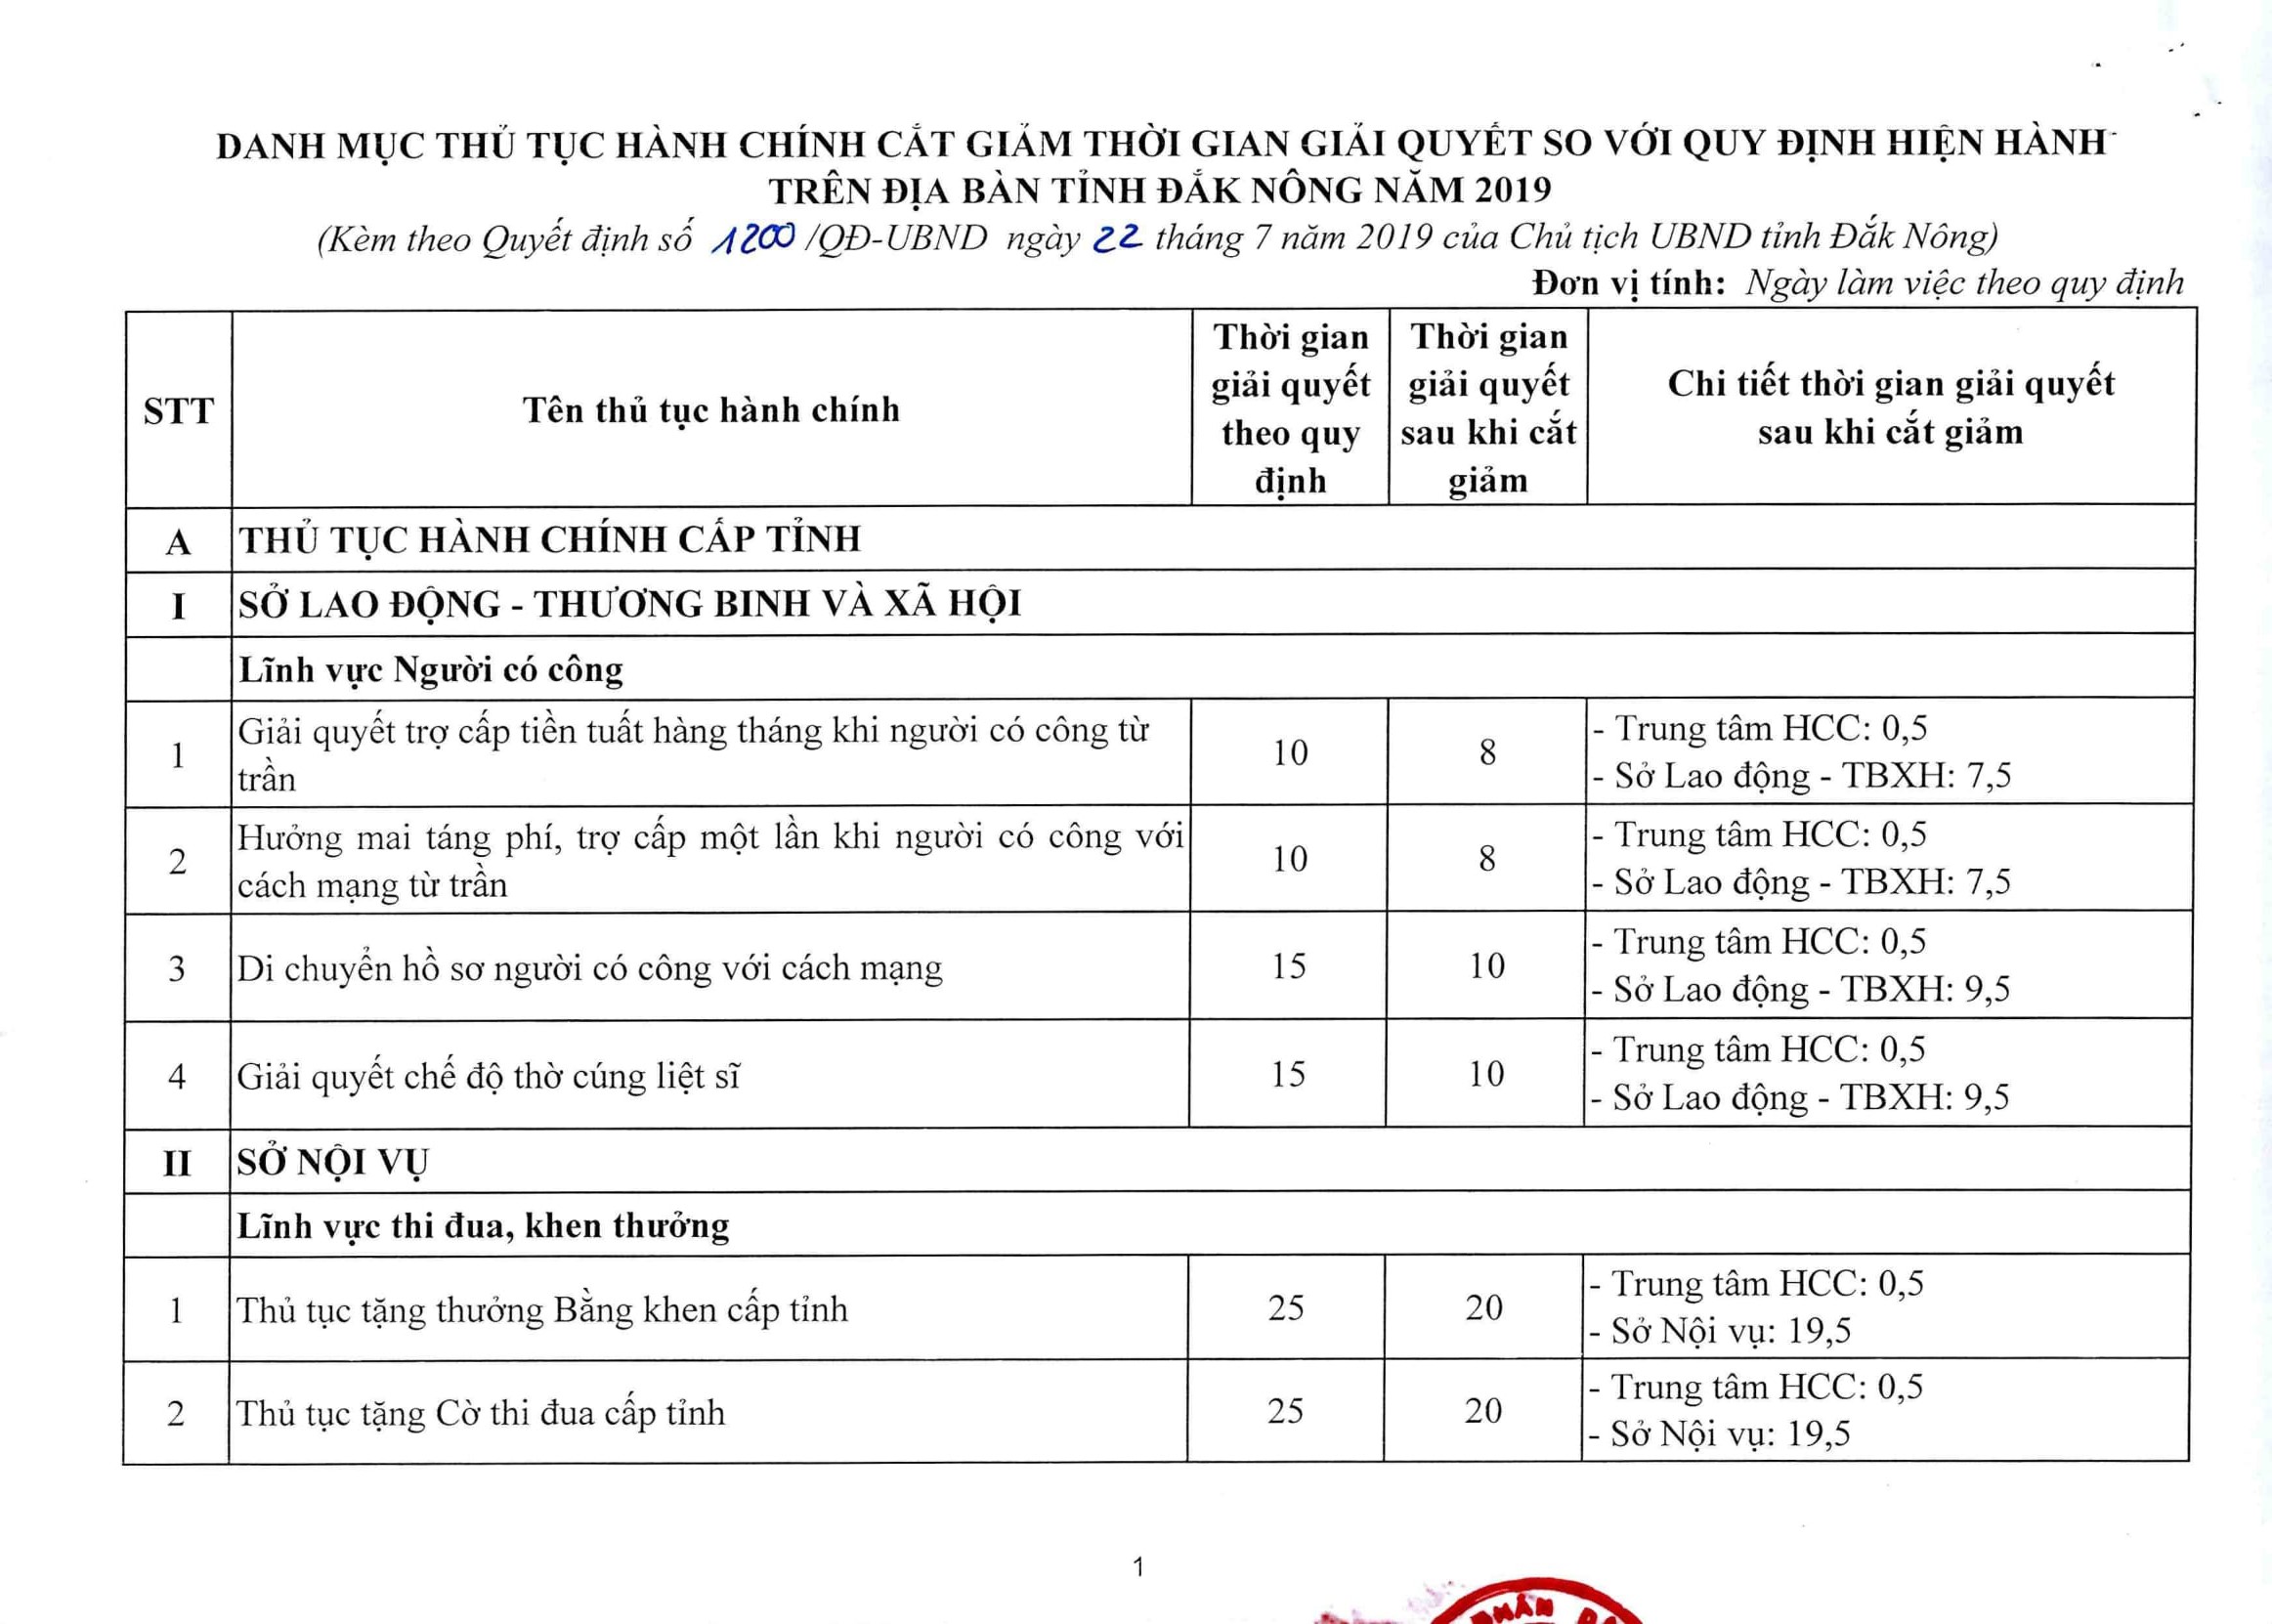 DANH MỤC THỦ TỤC HÀNH CHÍNH CẮT GIẢM THỜI GIAN GIẢI QUYẾT SO VỚI QUY ĐỊNH HIỆN HÀNH
TRÊN ĐỊA BÀN TỈNH ĐẮK NÔNG NĂM 2019
(Kèm theo Quyết định số 1200 /QĐ-UBND ngày 22 tháng 7 năm 2019 của Chủ tịch UBND tỉnh Đắk Nông)
Đơn vị tính: Ngày làm việc theo quy định
STT
Tên thủ tục hành chính
Thời gian
giải quyết
theo quy
định
Thời gian
giải quyết
sau khi cắt
giảm
Chi tiết thời gian giải quyết
sau khi cắt giảm
A THỦ TỤC HÀNH CHÍNH CẤP TỈNH
I SỞ LAO ĐỘNG - THƯƠNG BINH VÀ XÃ HỘI
Lĩnh vực Người có công
1
Giải quyết trợ cấp tiền tuất hàng tháng khi người có công từ
trần
10
8
- Trung tâm HCC: 0,5
- Sở Lao động - TBXH: 7,5
2
Hưởng mai táng phí, trợ cấp một lần khi người có công với
cách mạng từ trần
10
8
- Trung tâm HCC: 0,5
- Sở Lao động - TBXH: 7,5
3
Di chuyển hồ sơ người có công với cách mạng
15
10
- Trung tâm HCC: 0,5
- Sở Lao động - TBXH: 9,5
4
Giải quyết chế độ thờ cúng liệt sĩ
15
10
- Trung tâm HCC: 0,5
- Sở Lao động - TBXH: 9,5
II SỞ NỘI VỤ
Lĩnh vực thi đua, khen thưởng
1
Thủ tục tặng thưởng Bằng khen cấp tỉnh
25
20
- Trung tâm HCC: 0,5
- Sở Nội vụ: 19,5
2
Thủ tục tặng Cờ thi đua cấp tỉnh
25
20
- Trung tâm HCC: 0,5
- Sở Nội vụ: 19,5
1